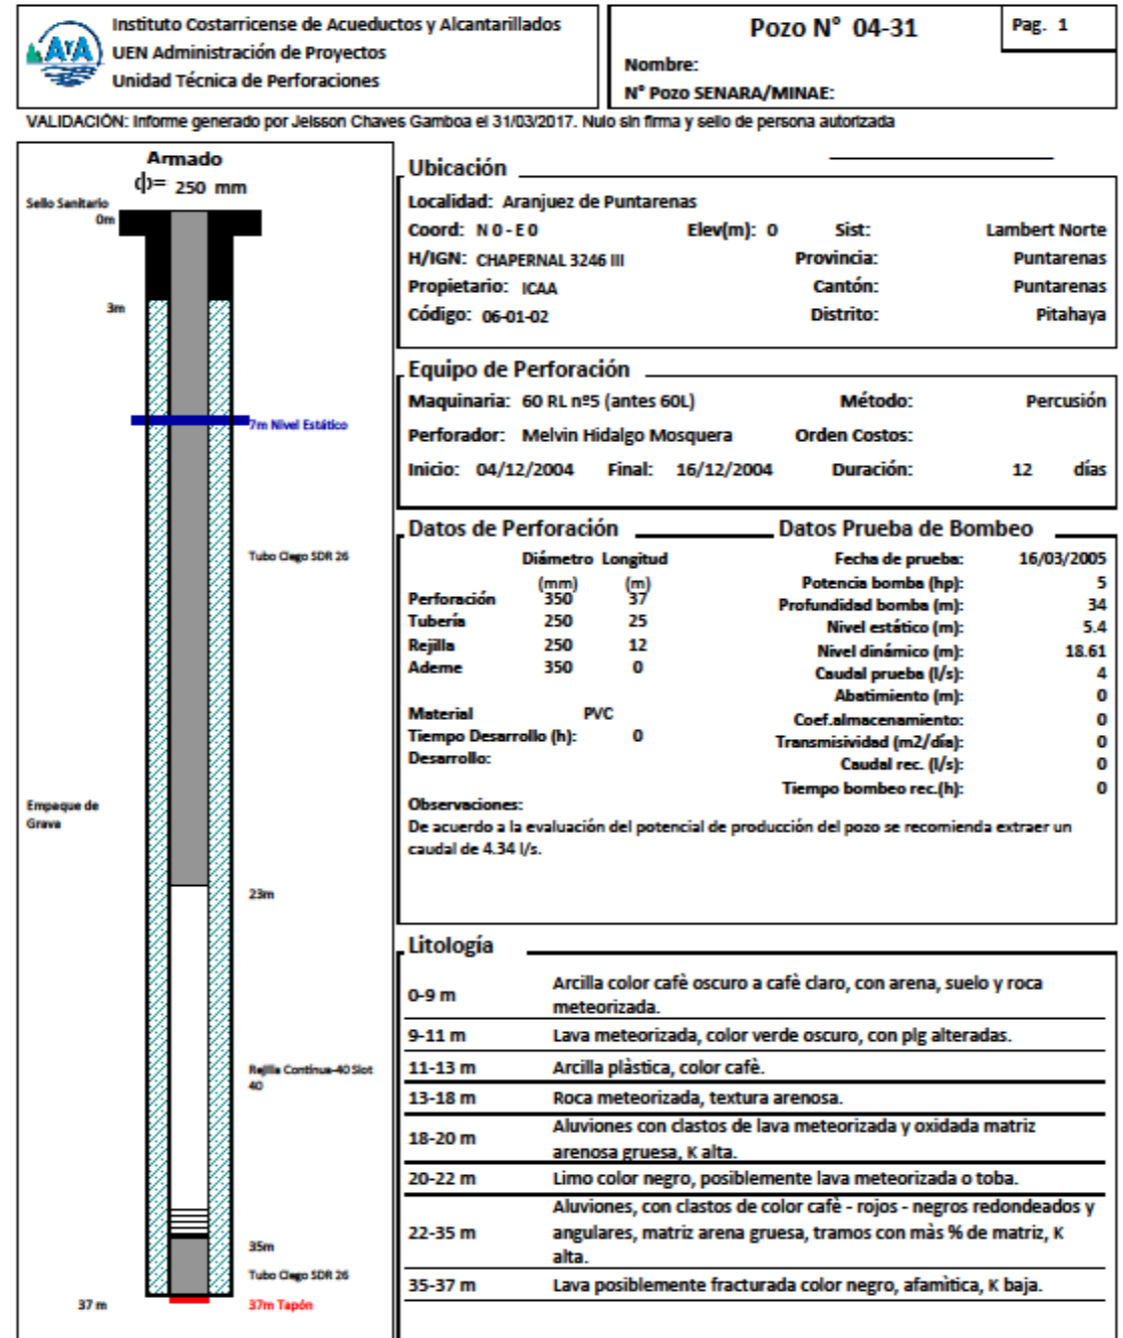 AyA
Instituto Costarricense de Acueductos y Alcantarillados
UEN Administración de Proyectos
Unidad Técnica de Perforaciones
Pozo N° 04-31
Pag. 1
Nombre:
N° Pozo SENARA/MINAE:
VALIDACIÓN: Informe generado por Jeisson Chaves Gamboa el 31/03/2017. Nulo sin firma y sello de persona autorizada
Armado
ф= 250 mm
Sello Sanitario
0m
3m
7m Nivel Estático
Tubo Ciego SDR 26
Empaque de
Grava
23m
Rejilla Contínua-40 Slot
40
35m
Tubo Ciego SDR 26
37 m
37m Tapón
Ubicación
Localidad: Aranjuez de Puntarenas
Coord: N 0 - E 0 Elev(m): 0 Sist: Lambert Norte
H/IGN: CHAPERNAL 3246 III Provincia: Puntarenas
Propietario: ICAA Cantón: Puntarenas
Código: 06-01-02 Distrito: Pitahaya
Equipo de Perforación
Maquinaria: 60 RL nº5 (antes 60L) Método: Percusión
Perforador: Melvin Hidalgo Mosquera Orden Costos:
Inicio: 04/12/2004 Final: 16/12/2004 Duración: 12 días
Datos de Perforación
Diámetro Longitud
(mm) (m)
Perforación 350 37
Tubería 250 25
Rejilla 250 12
Ademe 350 0
Material PVC
Tiempo Desarrollo (h): 0
Desarrollo:
Datos Prueba de Bombeo
Fecha de prueba: 16/03/2005
Potencia bomba (hp): 5
Profundidad bomba (m): 34
Nivel estático (m): 5.4
Nivel dinámico (m): 18.61
Caudal prueba (l/s): 4
Abatimiento (m): 0
Coef.almacenamiento: 0
Transmisividad (m2/día): 0
Caudal rec. (l/s): 0
Tiempo bombeo rec.(h): 0
Observaciones:
De acuerdo a la evaluación del potencial de producción del pozo se recomienda extraer un
caudal de 4.34 l/s.
Litología
0-9 m Arcilla color cafè oscuro a cafè claro, con arena, suelo y roca
meteorizada.
9-11 m Lava meteorizada, color verde oscuro, con plg alteradas.
11-13 m Arcilla plàstica, color cafè.
13-18 m Roca meteorizada, textura arenosa.
18-20 m Aluviones con clastos de lava meteorizada y oxidada matriz
arenosa gruesa, K alta.
20-22 m Limo color negro, posiblemente lava meteorizada o toba.
22-35 m Aluviones, con clastos de color cafè - rojos - negros redondeados y
angulares, matriz arena gruesa, tramos con màs % de matriz, K
alta.
35-37 m Lava posiblemente fracturada color negro, afamìtica, K baja.